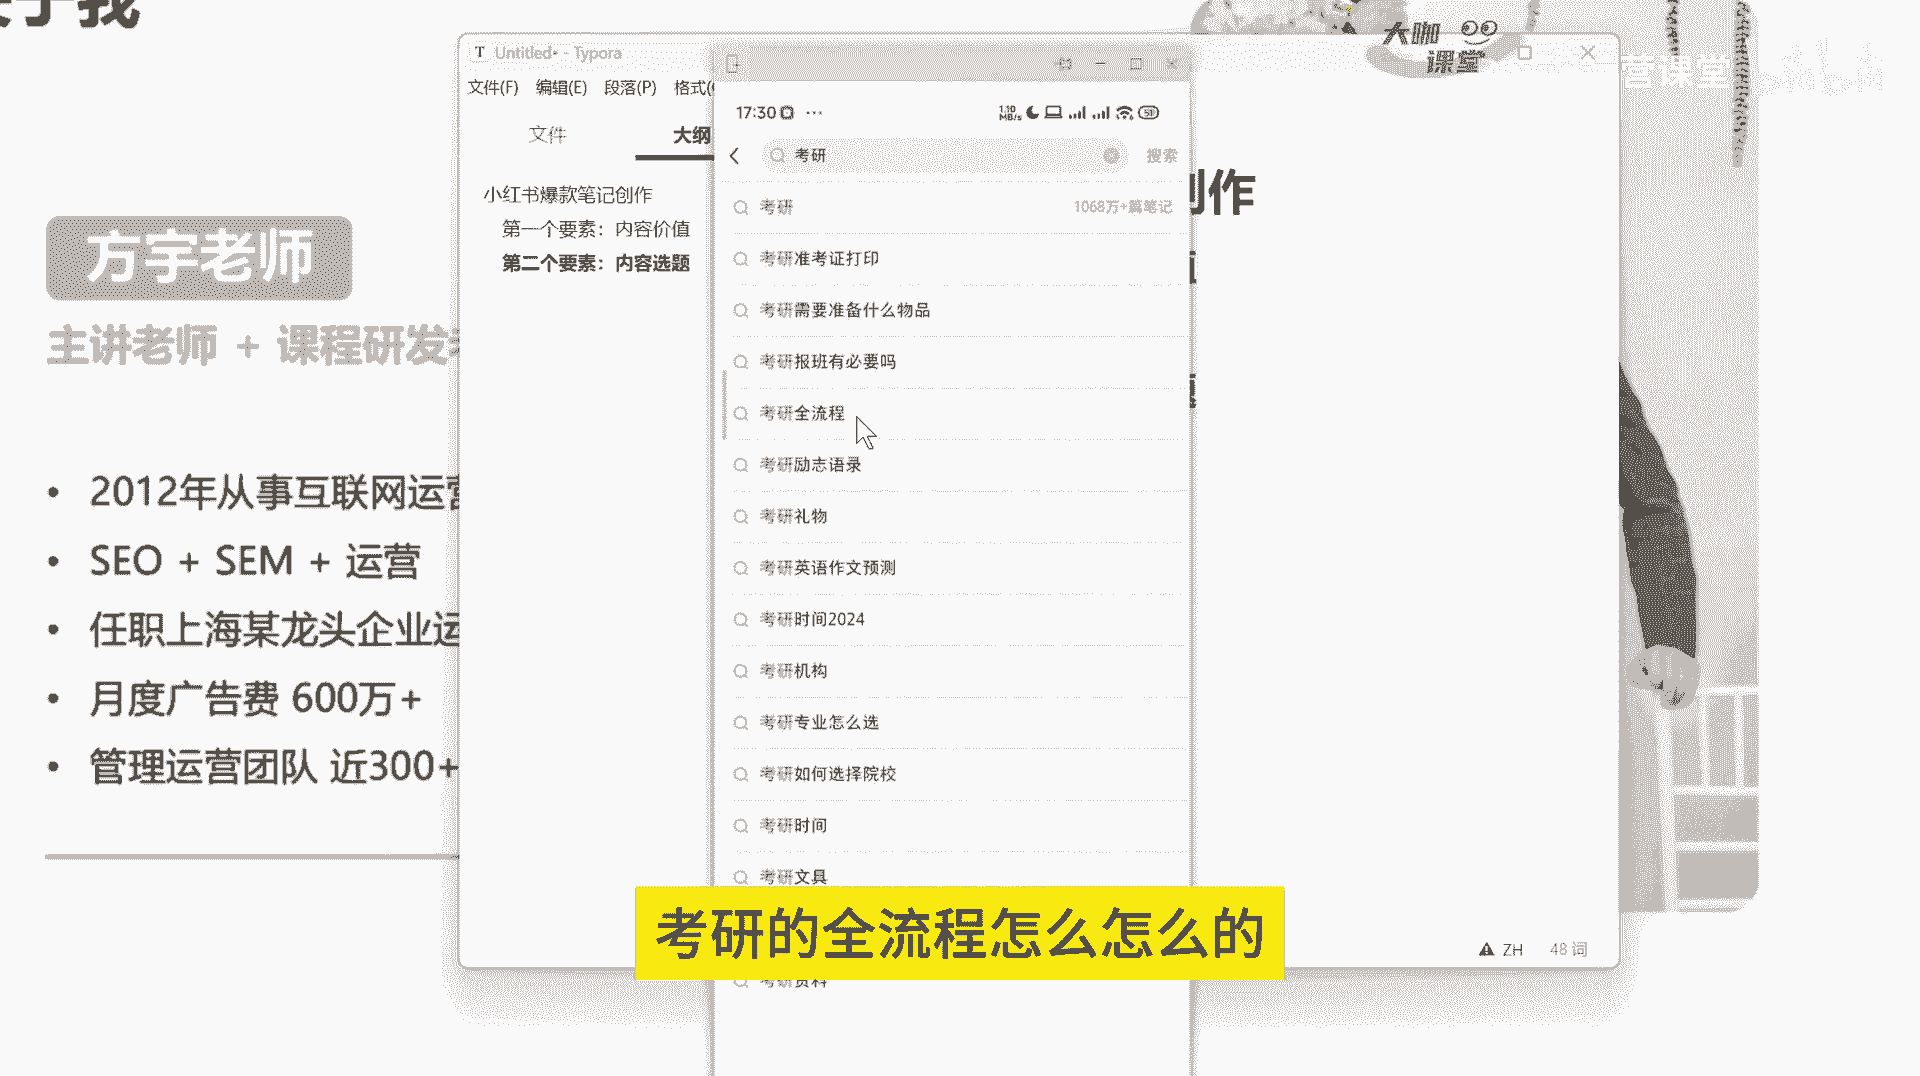 于我
方宇老师
主讲老师 + 课程研发
2012年从事互联网运营
SEO + SEM + 运营
任职上海某龙头企业运
月度广告费 600万+
管理运营团队 近300+
T Untitled• - Typora
文件(F) 编辑(E) 段落(P) 格式(
文件
大纲
小红书爆款笔记创作
第一个要素：内容价值
第二个要素：内容选题
17:30
1.10 MB/s
51
考研
搜索
考研
1068万+篇笔记
考研准考证打印
考研需要准备什么物品
考研报班有必要吗
考研全流程
考研励志语录
考研礼物
考研英语作文预测
考研时间2024
考研机构
考研专业怎么选
考研如何选择院校
考研时间
考研文具
考研资料
创作
大咖
课堂
营课堂
考研的全流程怎么怎么的
ZH
48 词